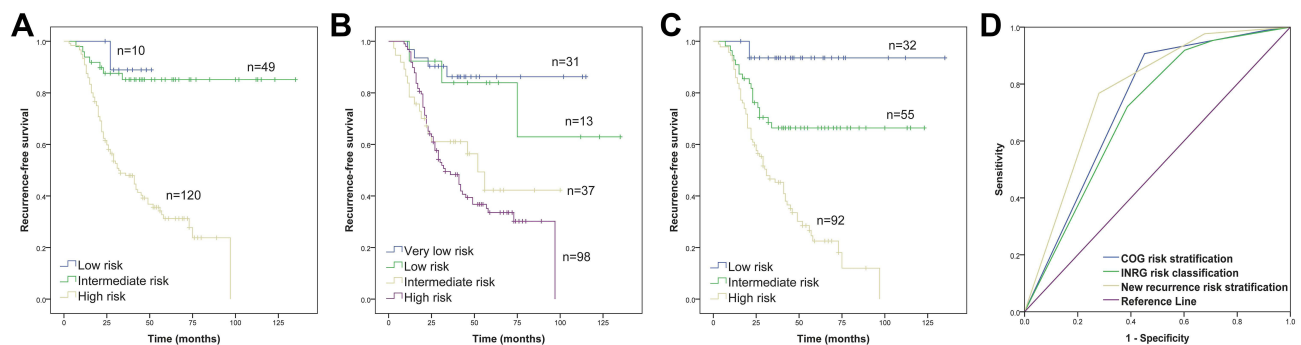 A
Recurrence-free survival
1.0
0.8
0.6
0.4
0.2
0.0
n=10
n=49
n=120
Low risk
Intermediate risk
High risk
0 25 50 75 100 125
Time (months)
B
Recurrence-free survival
1.0
0.8
0.6
0.4
0.2
0.0
n=31
n=13
n=37
n=98
Very low risk
Low risk
Intermediate risk
High risk
0 25 50 75 100 125
Time (months)
C
Recurrence-free survival
1.0
0.8
0.6
0.4
0.2
0.0
n=32
n=55
n=92
Low risk
Intermediate risk
High risk
0 25 50 75 100 125
Time (months)
D
Sensitivity
1.0
0.8
0.6
0.4
0.2
0.0
COG risk stratification
INRG risk classification
New recurrence risk stratification
Reference Line
0.0 0.2 0.4 0.6 0.8 1.0
1 - Specificity